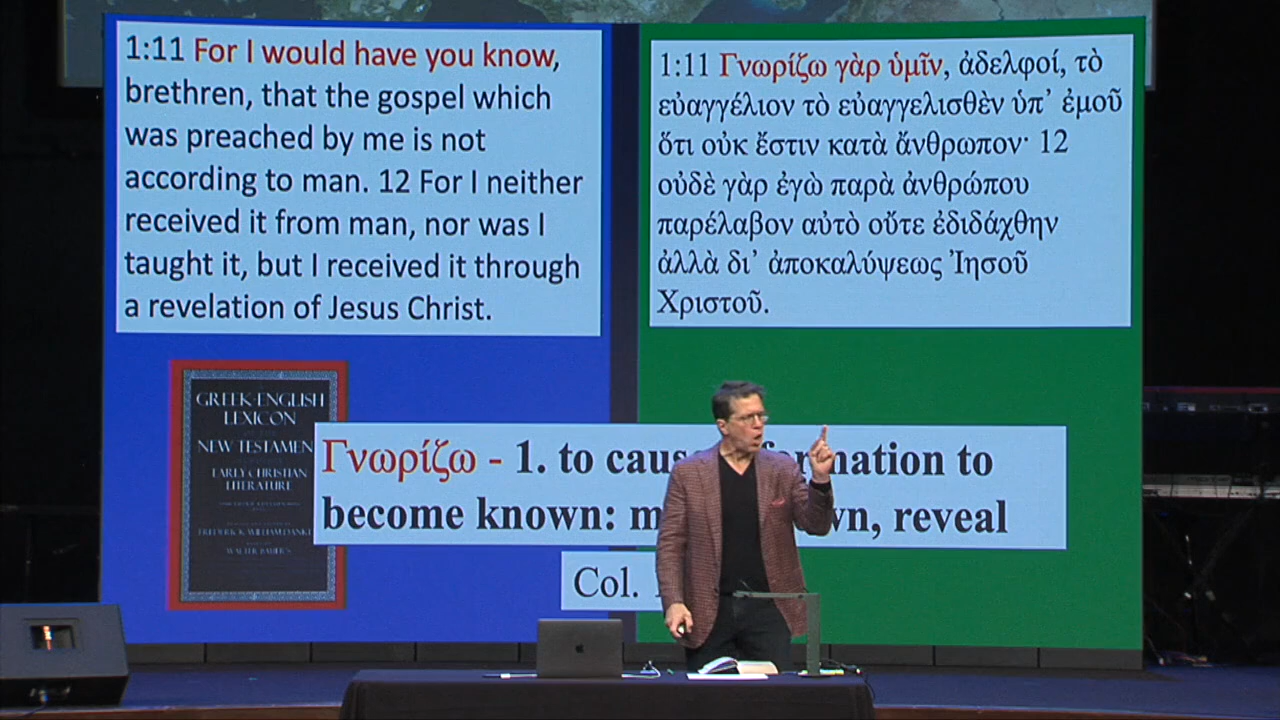 1:11 For I would have you know,
brethren, that the gospel which
was preached by me is not
according to man. 12 For I neither
received it from man, nor was I
taught it, but I received it through
a revelation of Jesus Christ.
1:11 Γνωρίζω γὰρ ὑμῖν, ἀδελφοί, τὸ
εὐαγγέλιον τὸ εὐαγγελισθὲν ὑπ’ ἐμοῦ
ὅτι οὐκ ἔστιν κατὰ ἄνθρωπον· 12
οὐδὲ γὰρ ἐγὼ παρὰ ἀνθρώπου
παρέλαβον αὐτὸ οὔτε ἐδιδάχθην
ἀλλὰ δι’ ἀποκαλύψεως Ἰησοῦ
Χριστοῦ.
GREEK-ENGLISH
LEXICON
NEW TESTAMEN
EARLY CHRISTIAN
LITERATURE
FREDERICK WILLIAM DANKE
WALTER BAUER'S
Γνωρίζω - 1. to caus mation to
become known: m wn, reveal
Col.